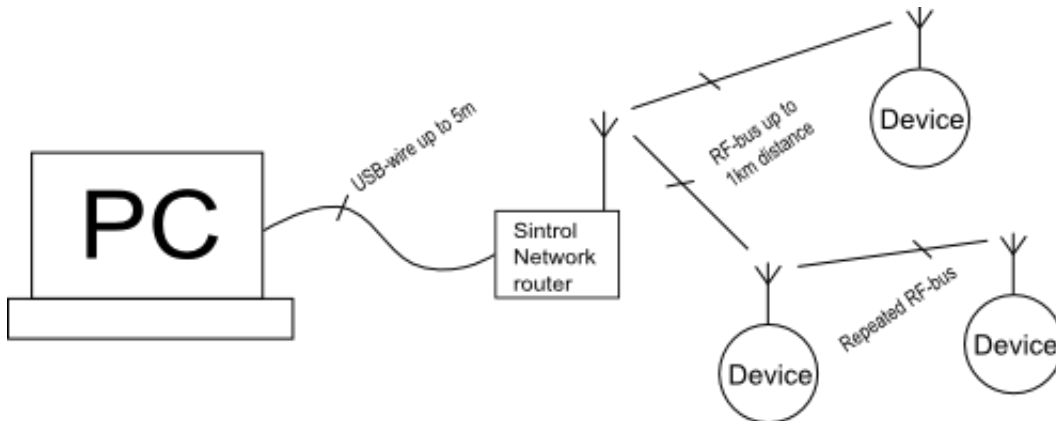 PC
USB-wire up to 5m
Sintrol
Network
router
RF-bus up to
1km distance
Device
Device
Repeated RF-bus
Device